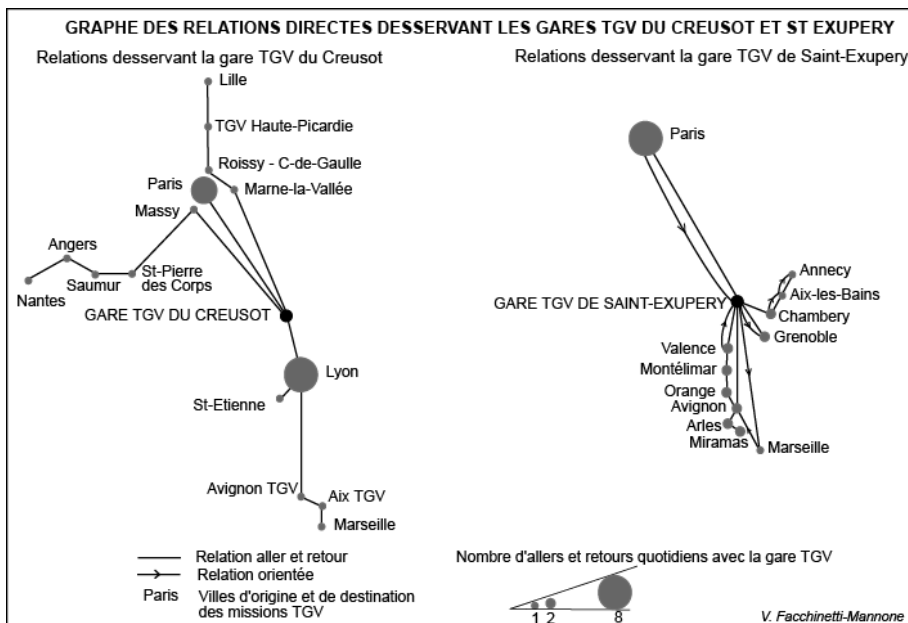 GRAPHE DES RELATIONS DIRECTES DESSERVANT LES GARES TGV DU CREUSOT ET ST EXUPERY
Relations desservant la gare TGV du Creusot
Lille
TGV Haute-Picardie
Roissy - C-de-Gaulle
Paris
Marne-la-Vallée
Massy
Angers
Nantes
Saumur
St-Pierre
des Corps
GARE TGV DU CREUSOT
Lyon
St-Etienne
Avignon TGV
Aix TGV
Marseille
Relations desservant la gare TGV de Saint-Exupery
Paris
Annecy
Aix-les-Bains
GARE TGV DE SAINT-EXUPERY
Chambery
Grenoble
Valence
Montélimar
Orange
Avignon
Arles
Miramas
Marseille
Relation aller et retour
Relation orientée
Paris Villes d'origine et de destination
des missions TGV
Nombre d'allers et retours quotidiens avec la gare TGV
1 2 8
V. Facchinetti-Mannone